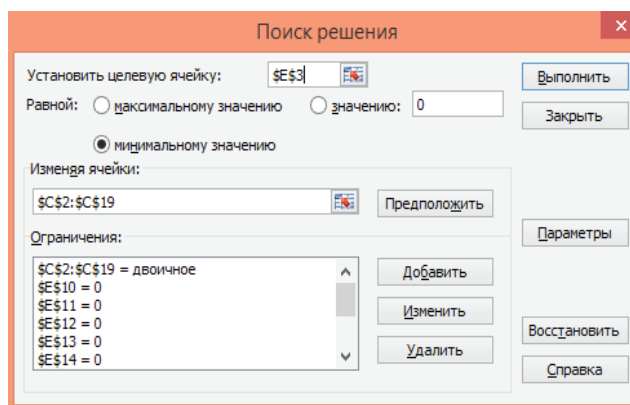 Поиск решения
Установить целевую ячейку: $E$3
Выполнить
Равной: максимальному значению значению: 0
Закрыть
минимальному значению
Изменяя ячейки:
$C$2:$C$19
Предположить
Параметры
Ограничения:
$C$2:$C$19 = двоичное
$E$10 = 0
$E$11 = 0
$E$12 = 0
$E$13 = 0
$E$14 = 0
Добавить
Изменить
Удалить
Восстановить
Справка